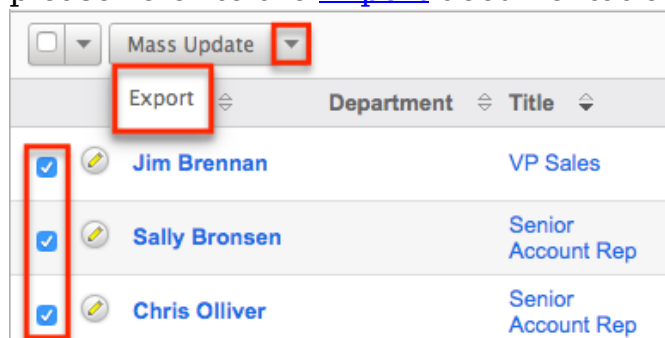 Mass Update
Export
Department Title
Jim Brennan VP Sales
Sally Bronsen Senior
Account Rep
Chris Olliver Senior
Account Rep